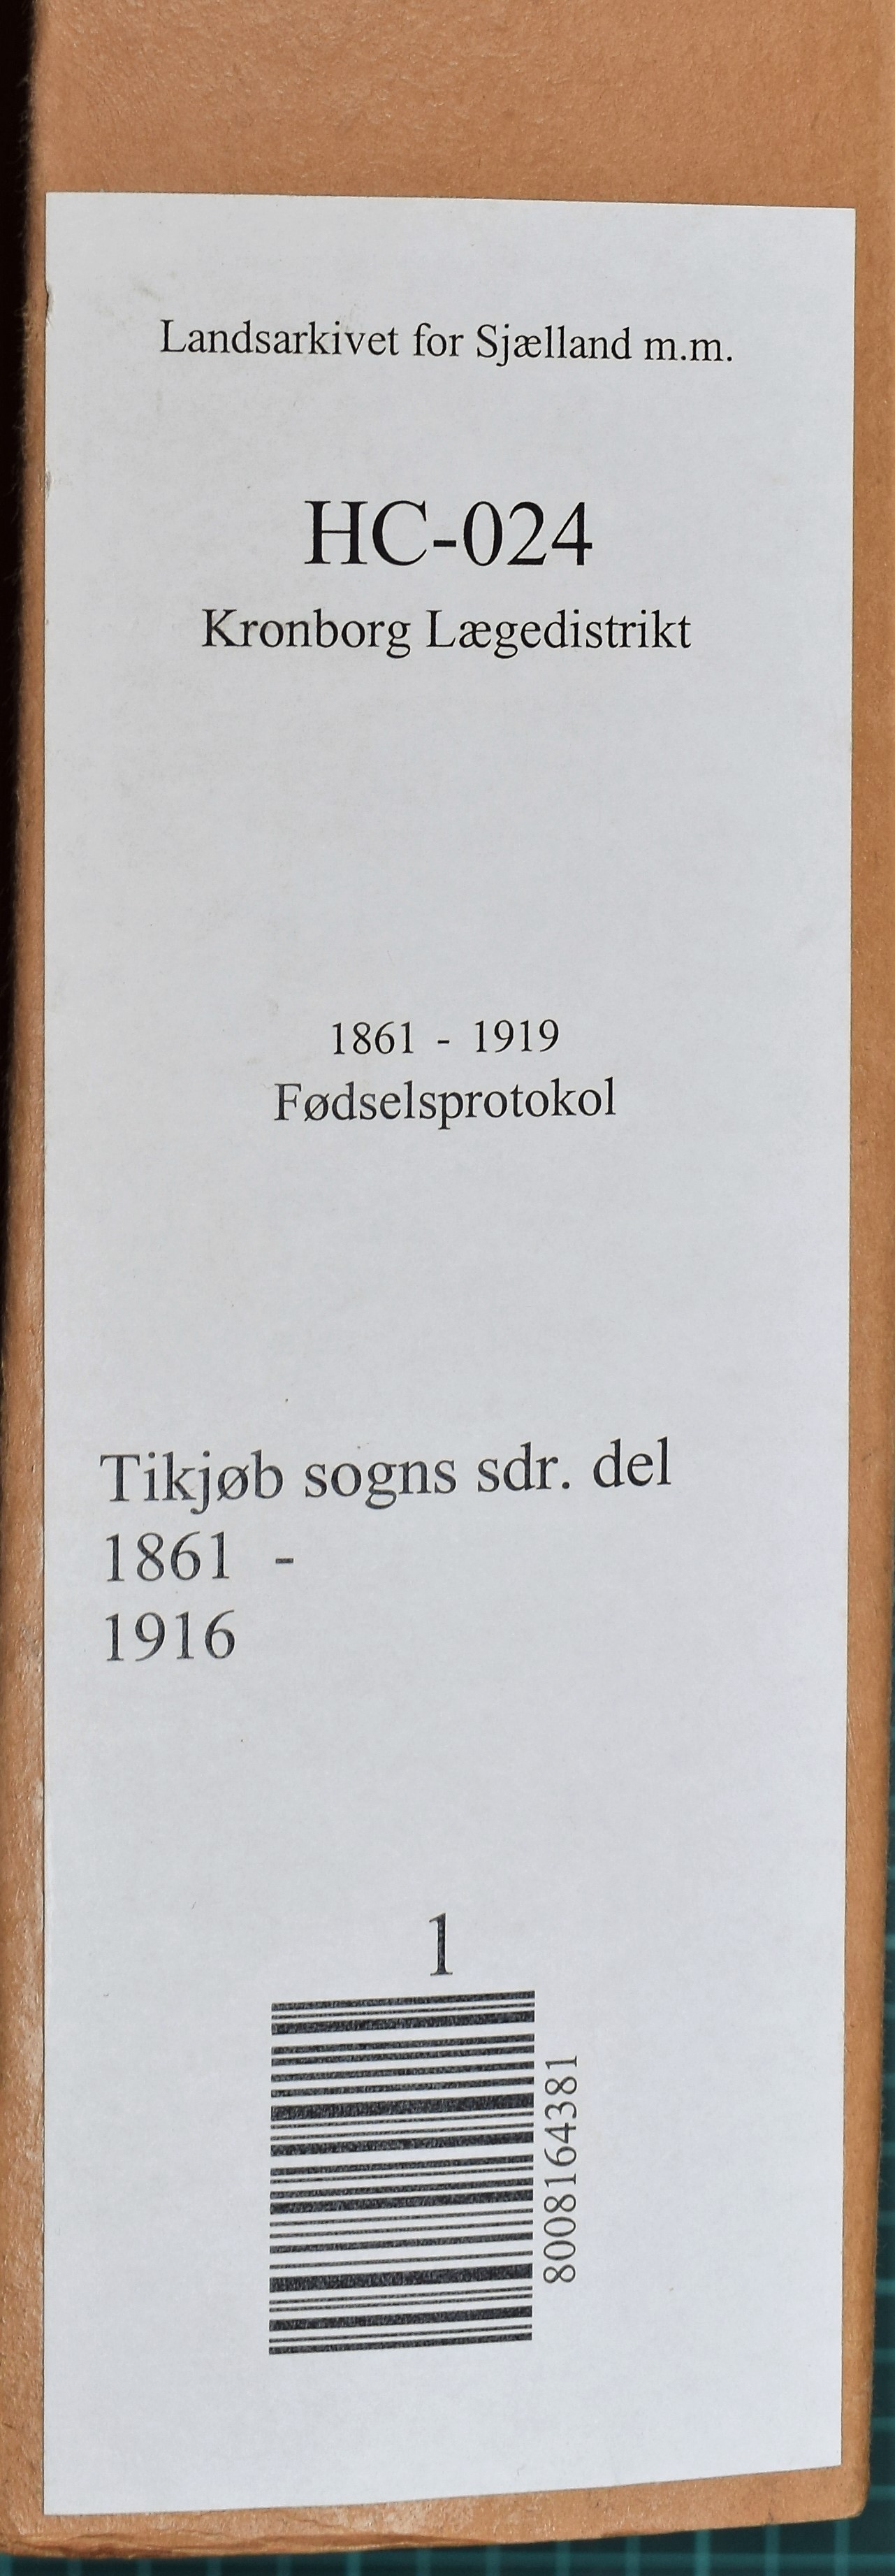 Landsarkivet for Sjælland m.m.
HC-024
Kronborg Lægedistrikt
1861 - 1919
Fødselsprotokol
Tikjøb sogns sdr. del
1861 -
1916
1
8008164381